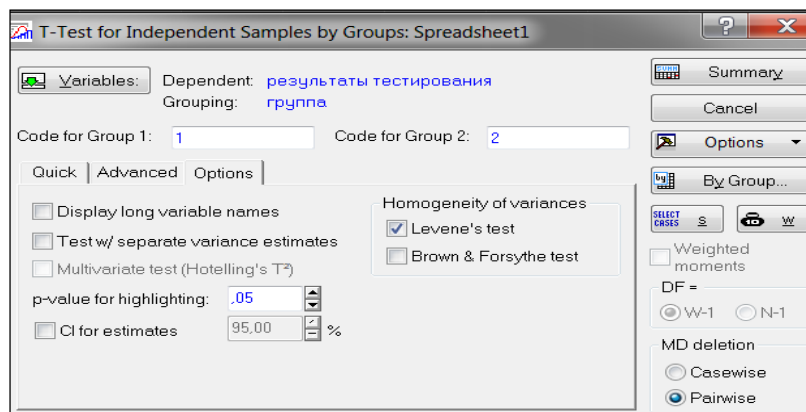 T-Test for Independent Samples by Groups: Spreadsheet1
Variables: Dependent: результаты тестирования
Grouping: группа
Code for Group 1: 1 Code for Group 2: 2
Quick Advanced Options
Display long variable names
Test w/ separate variance estimates
Multivariate test (Hotelling's T²)
p-value for highlighting: ,05
CI for estimates 95,00 %
Homogeneity of variances
Levene's test
Brown & Forsythe test
Summary
Cancel
Options
By Group...
SELECT CASES S W
Weighted
moments
DF =
W-1 N-1
MD deletion
Casewise
Pairwise